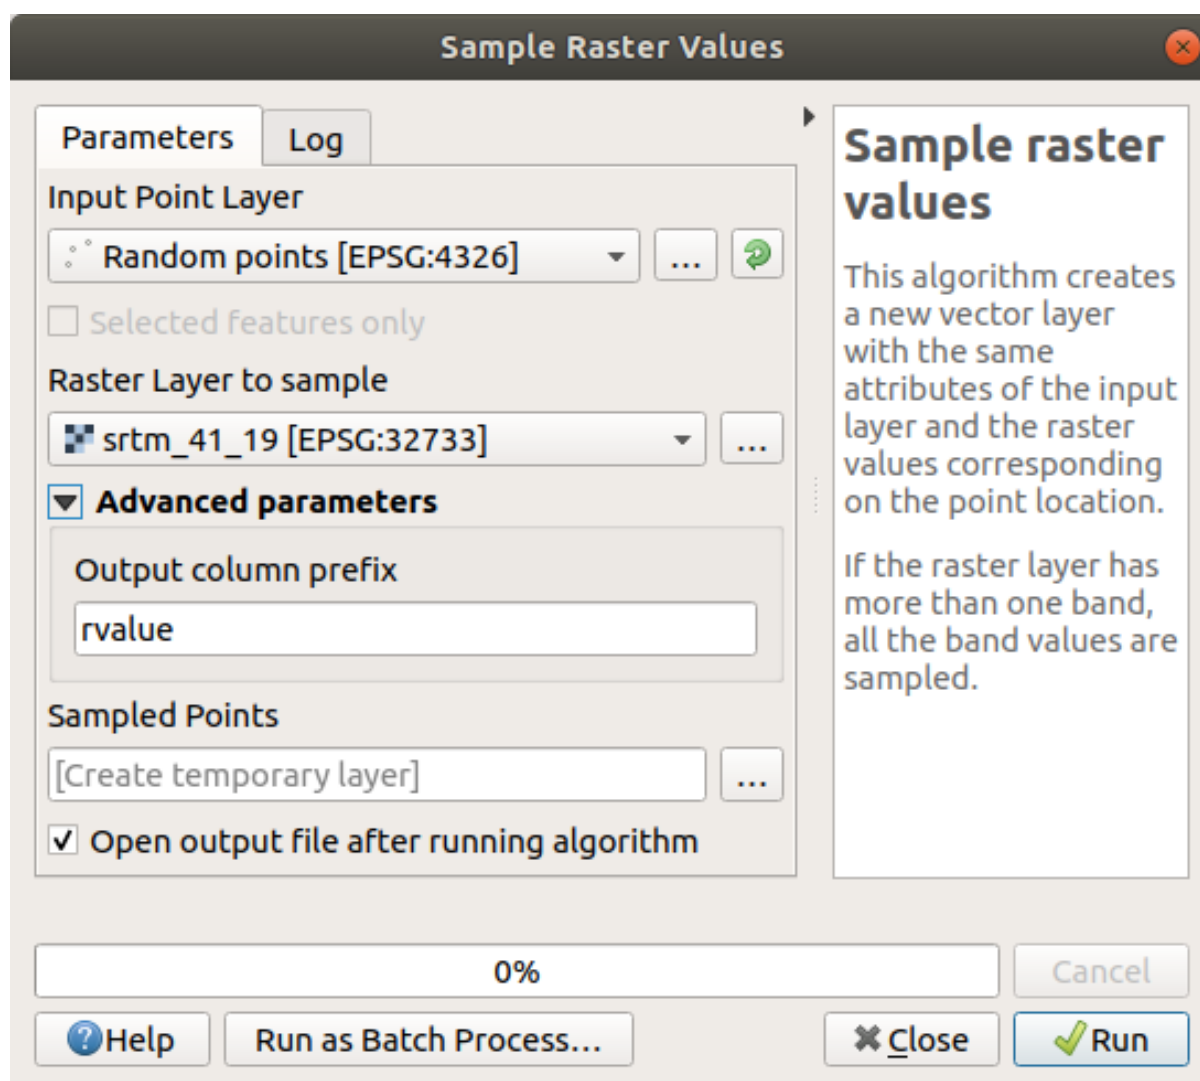 Sample Raster Values
Parameters
Log
Input Point Layer
Random points [EPSG:4326]
...
Selected features only
Raster Layer to sample
srtm_41_19 [EPSG:32733]
...
Advanced parameters
Output column prefix
rvalue
Sampled Points
[Create temporary layer]
...
Open output file after running algorithm
Sample raster
values
This algorithm creates
a new vector layer
with the same
attributes of the input
layer and the raster
values corresponding
on the point location.
If the raster layer has
more than one band,
all the band values are
sampled.
0%
Cancel
Help
Run as Batch Process...
Close
Run